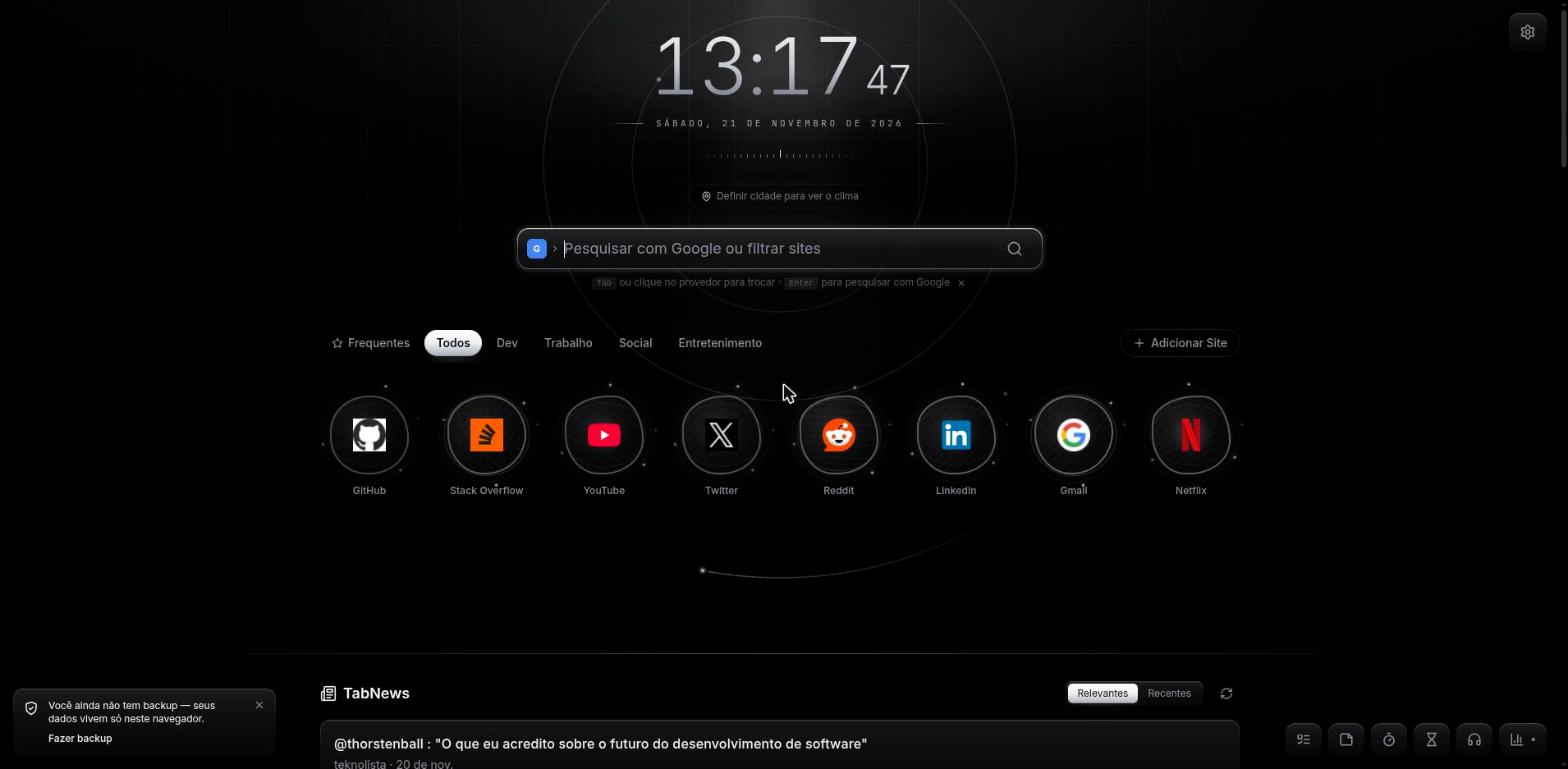 13:17 47
SÁBADO, 21 DE NOVEMBRO DE 2026
Definir cidade para ver o clima
G › Pesquisar com Google ou filtrar sites
Tab ou clique no provedor para trocar · Enter para pesquisar com Google ×
Frequentes Todos Dev Trabalho Social Entretenimento + Adicionar Site
GitHub Stack Overflow YouTube Twitter Reddit LinkedIn Gmail Netflix
TabNews Relevantes Recentes
@thorstenball : "O que eu acredito sobre o futuro do desenvolvimento de software"
teknolista · 20 de nov.
Você ainda não tem backup — seus
dados vivem só neste navegador.
Fazer backup